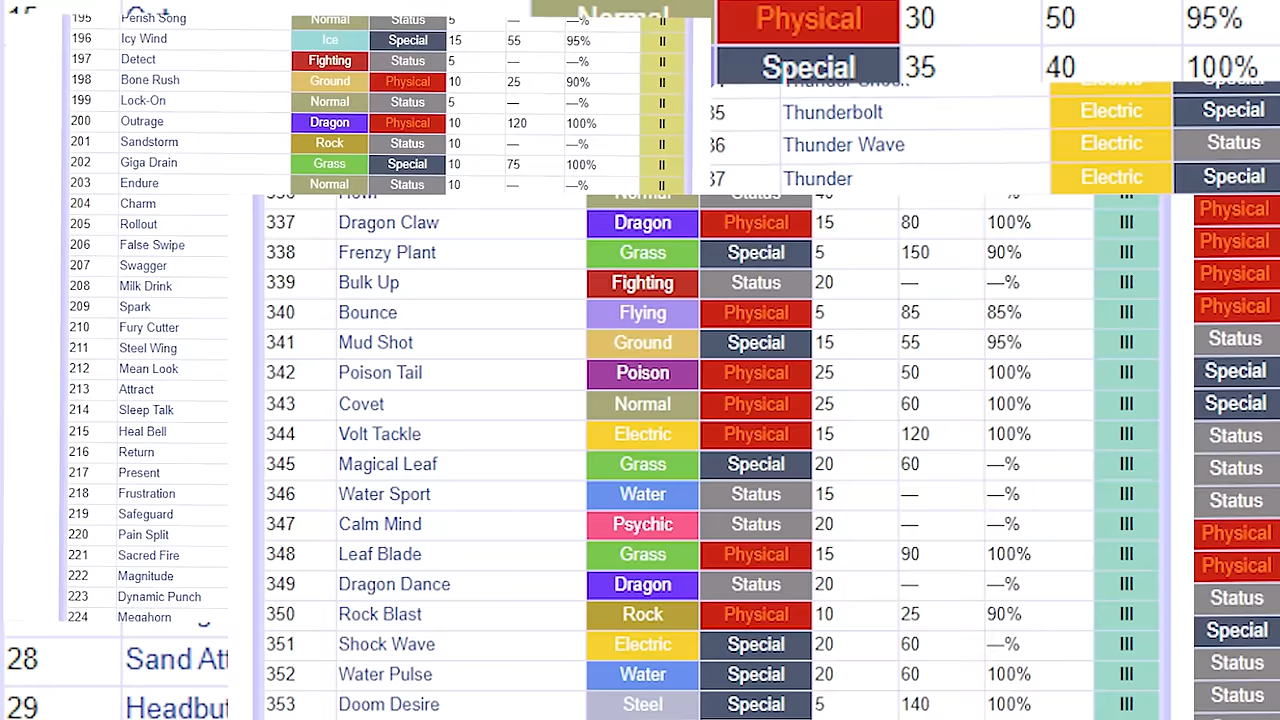 195 Perish Song Normal Status 5 — —% II
196 Icy Wind Ice Special 15 55 95% II
197 Detect Fighting Status 5 — —% II
198 Bone Rush Ground Physical 10 25 90% II
199 Lock-On Normal Status 5 — —% II
200 Outrage Dragon Physical 10 120 100% II
201 Sandstorm Rock Status 10 — —% II
202 Giga Drain Grass Special 10 75 100% II
203 Endure Normal Status 10 — —% II
204 Charm
205 Rollout
206 False Swipe
207 Swagger
208 Milk Drink
209 Spark
210 Fury Cutter
211 Steel Wing
212 Mean Look
213 Attract
214 Sleep Talk
215 Heal Bell
216 Return
217 Present
218 Frustration
219 Safeguard
220 Pain Split
221 Sacred Fire
222 Magnitude
223 Dynamic Punch
224 Megahorn
28 Sand Att
29 Headbut
Normal
Physical 30 50 95%
Special 35 40 100%
Thunder Shock Electric Special
35 Thunderbolt Electric Special
36 Thunder Wave Electric Status
37 Thunder Electric Special
337 Dragon Claw Dragon Physical 15 80 100% III
338 Frenzy Plant Grass Special 5 150 90% III
339 Bulk Up Fighting Status 20 — —% III
340 Bounce Flying Physical 5 85 85% III
341 Mud Shot Ground Special 15 55 95% III
342 Poison Tail Poison Physical 25 50 100% III
343 Covet Normal Physical 25 60 100% III
344 Volt Tackle Electric Physical 15 120 100% III
345 Magical Leaf Grass Special 20 60 —% III
346 Water Sport Water Status 15 — —% III
347 Calm Mind Psychic Status 20 — —% III
348 Leaf Blade Grass Physical 15 90 100% III
349 Dragon Dance Dragon Status 20 — —% III
350 Rock Blast Rock Physical 10 25 90% III
351 Shock Wave Electric Special 20 60 —% III
352 Water Pulse Water Special 20 60 100% III
353 Doom Desire Steel Special 5 140 100% III
Physical
Physical
Physical
Physical
Status
Special
Special
Status
Status
Status
Physical
Physical
Status
Special
Status
Status